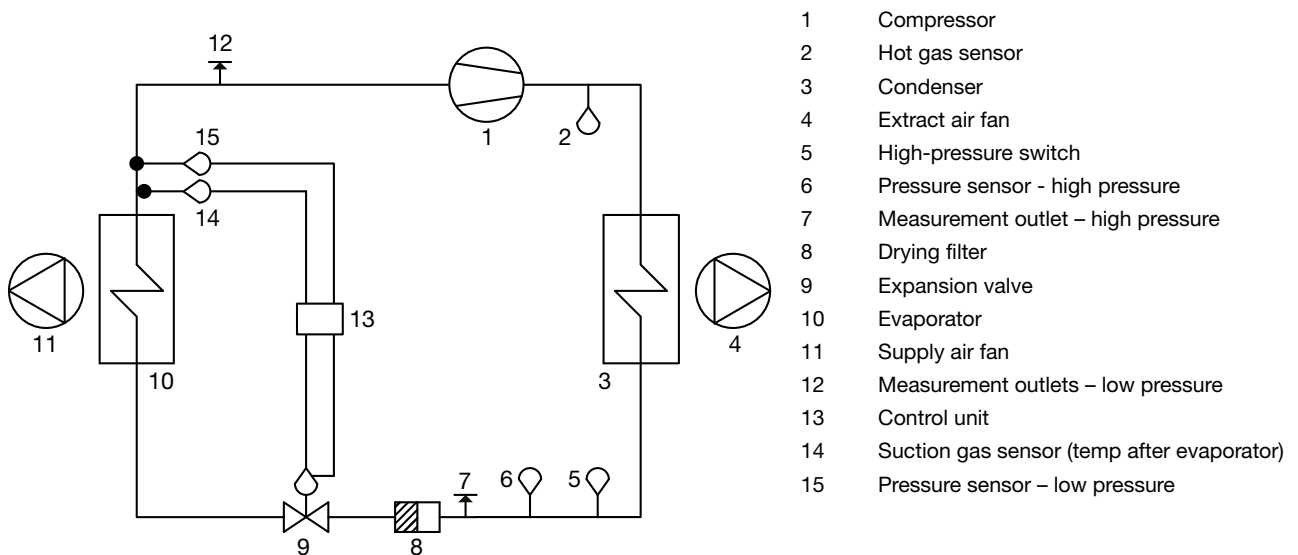 12
15
1
2
14
13
11
10
3
4
6
7
5
9
8
1 Compressor
2 Hot gas sensor
3 Condenser
4 Extract air fan
5 High-pressure switch
6 Pressure sensor - high pressure
7 Measurement outlet – high pressure
8 Drying filter
9 Expansion valve
10 Evaporator
11 Supply air fan
12 Measurement outlets – low pressure
13 Control unit
14 Suction gas sensor (temp after evaporator)
15 Pressure sensor – low pressure